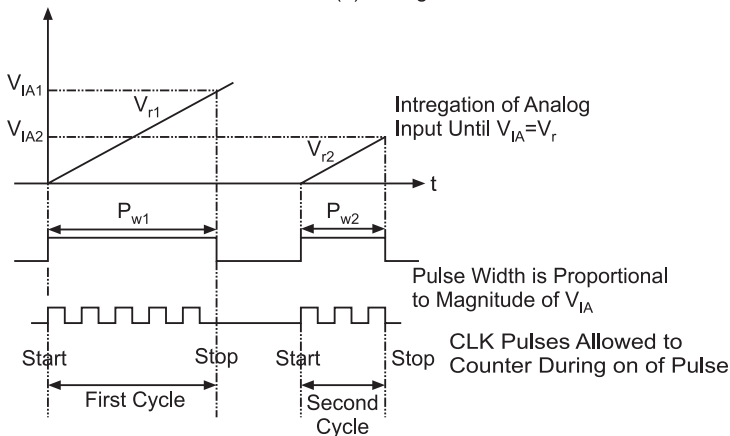 V_IA1
V_r1
V_IA2
V_r2
Intregation of Analog
Input Until V_IA=V_r
t
P_w1
P_w2
Pulse Width is Proportional
to Magnitude of V_IA
CLK Pulses Allowed to
Counter During on of Pulse
Start
Stop
Start
Stop
First Cycle
Second
Cycle